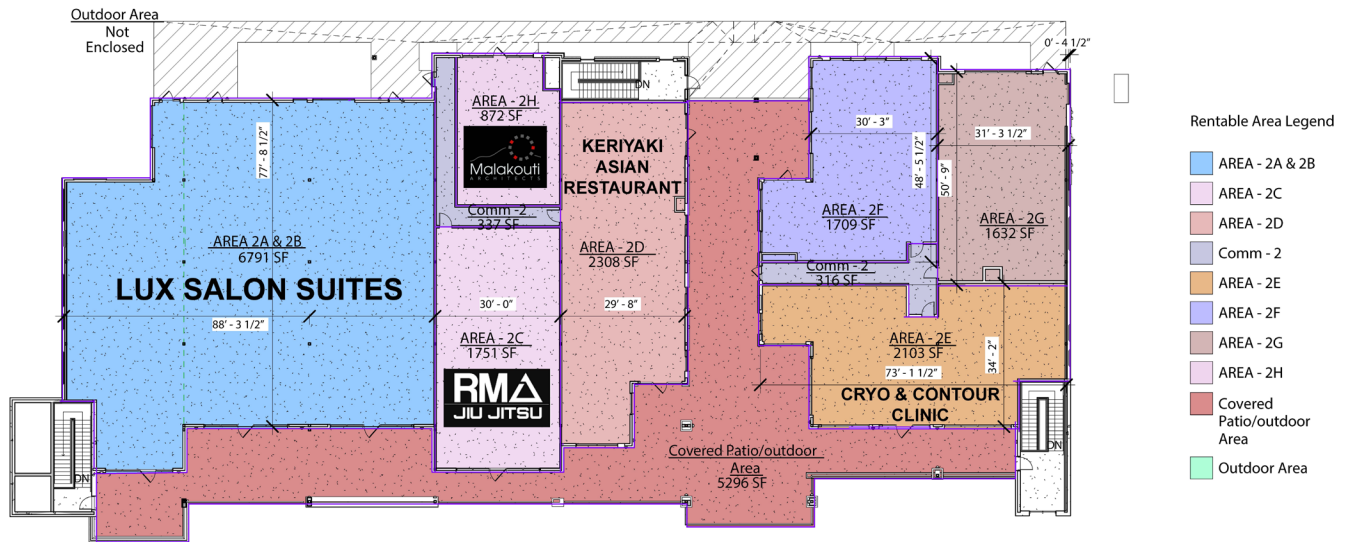 Outdoor Area
Not
Enclosed
0' - 4 1/2"
DN
AREA - 2H
872 SF
Malakouti
ARCHITECTS
77' - 8 1/2"
KERIYAKI
ASIAN
RESTAURANT
30' - 3"
31' - 3 1/2"
48' - 5 1/2"
50' - 9"
Comm -2
337 SF
AREA - 2F
1709 SF
AREA - 2G
1632 SF
AREA 2A & 2B
6791 SF
AREA - 2D
2308 SF
Comm - 2
316 SF
LUX SALON SUITES
30' - 0"
29' - 8"
88' - 3 1/2"
AREA - 2C
1751 SF
AREA - 2E
2103 SF
34' - 2"
73' - 1 1/2"
RMA
JIU JITSU
CRYO & CONTOUR
CLINIC
DN
DN
Covered Patio/outdoor
Area
5296 SF
Rentable Area Legend
AREA - 2A & 2B
AREA - 2C
AREA - 2D
Comm - 2
AREA - 2E
AREA - 2F
AREA - 2G
AREA - 2H
Covered
Patio/outdoor
Area
Outdoor Area